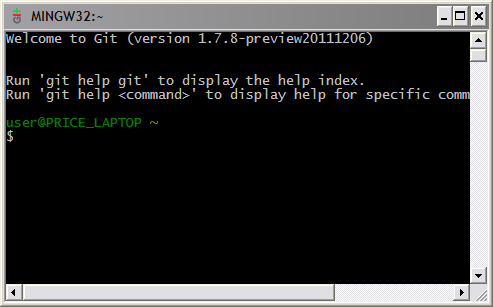 MINGW32:~
Welcome to Git (version 1.7.8-preview20111206)
Run 'git help git' to display the help index.
Run 'git help <command>' to display help for specific comm
user@PRICE_LAPTOP ~
$